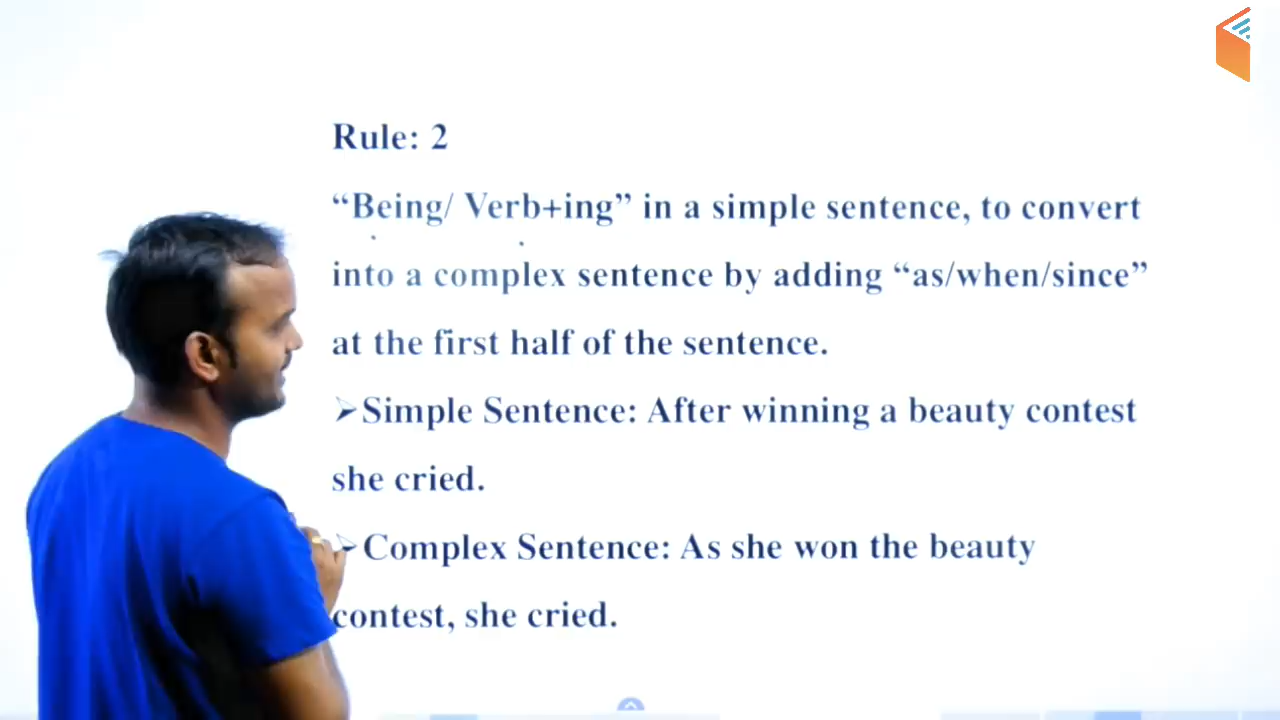 Rule: 2
“Being/ Verb+ing” in a simple sentence, to convert
into a complex sentence by adding “as/when/since”
at the first half of the sentence.
➢Simple Sentence: After winning a beauty contest
she cried.
➢Complex Sentence: As she won the beauty
contest, she cried.